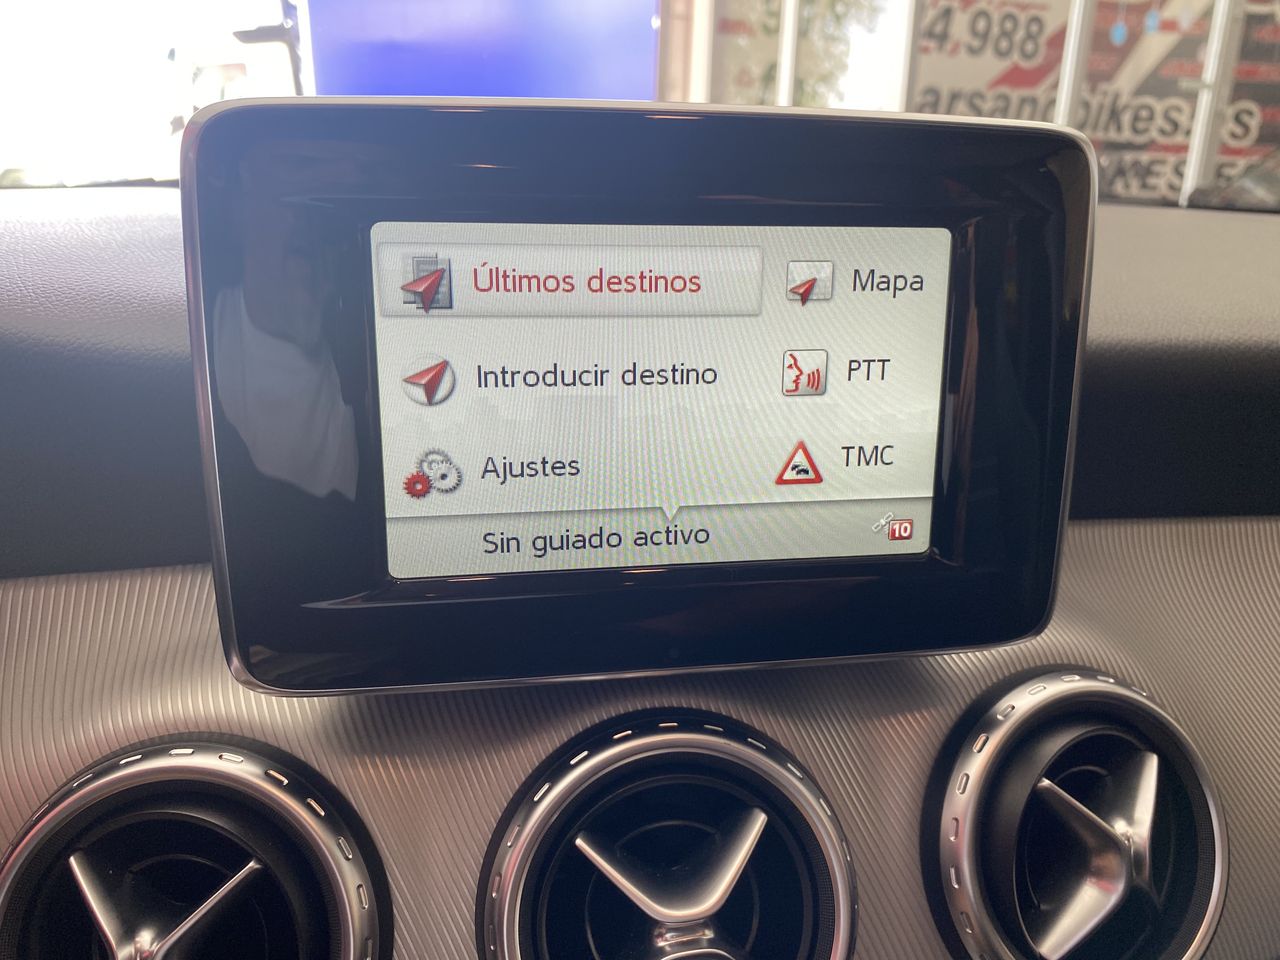 4.988
Últimos destinos
Mapa
Introducir destino
PTT
Ajustes
TMC
Sin guiado activo
10